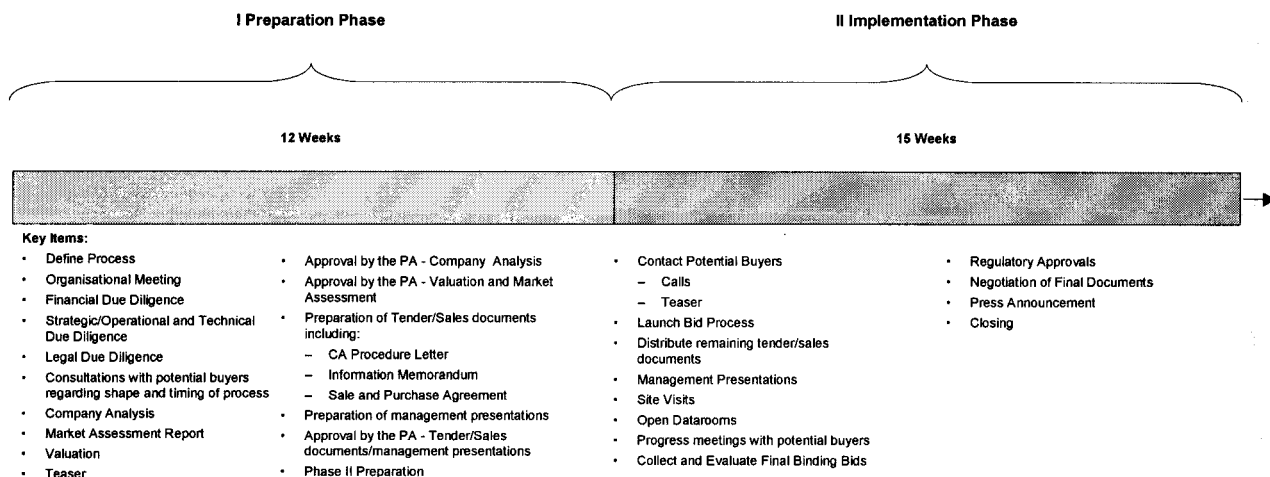 I Preparation Phase
II Implementation Phase
12 Weeks
15 Weeks
Key Items:
• Define Process
• Organisational Meeting
• Financial Due Diligence
• Strategic/Operational and Technical
Due Diligence
• Legal Due Diligence
• Consultations with potential buyers
regarding shape and timing of process
• Company Analysis
• Market Assessment Report
• Valuation
• Teaser
• Approval by the PA - Company Analysis
• Approval by the PA - Valuation and Market
Assessment
• Preparation of Tender/Sales documents
including:
– CA Procedure Letter
– Information Memorandum
– Sale and Purchase Agreement
• Preparation of management presentations
• Approval by the PA - Tender/Sales
documents/management presentations
• Phase II Preparation
• Contact Potential Buyers
– Calls
– Teaser
• Launch Bid Process
• Distribute remaining tender/sales
documents
• Management Presentations
• Site Visits
• Open Datarooms
• Progress meetings with potential buyers
• Collect and Evaluate Final Binding Bids
• Regulatory Approvals
• Negotiation of Final Documents
• Press Announcement
• Closing